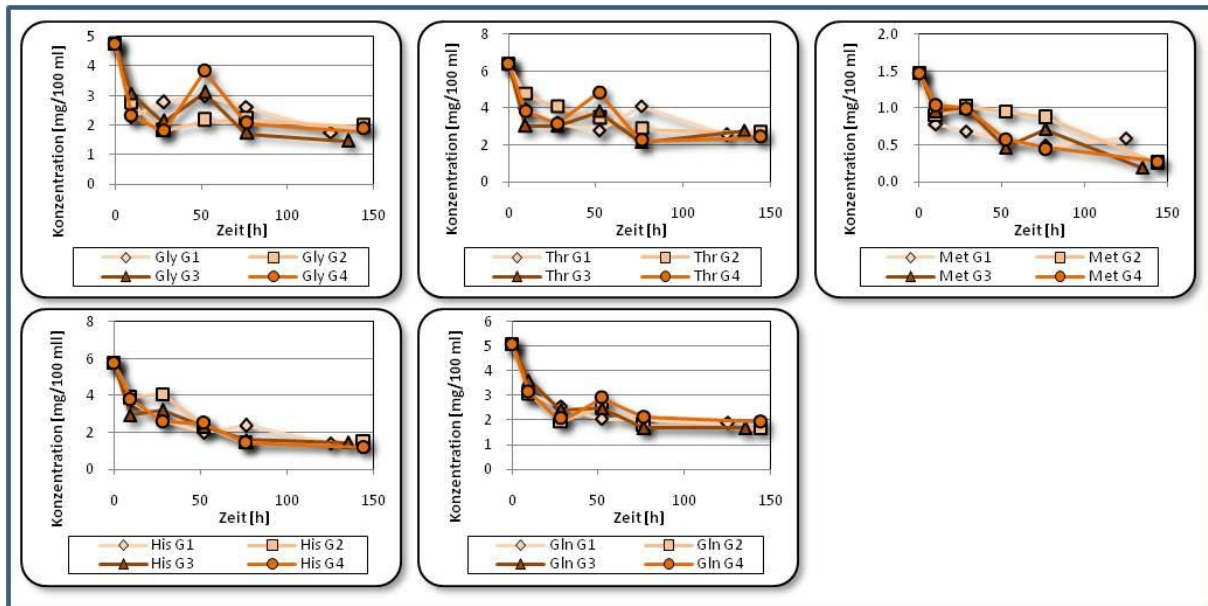 Konzentration [mg/100 ml]
5
4
3
2
1
0
0 50 100 150
Zeit [h]
Gly G1 Gly G2
Gly G3 Gly G4
Konzentration [mg/100 ml]
8
6
4
2
0
0 50 100 150
Zeit [h]
Thr G1 Thr G2
Thr G3 Thr G4
Konzentration [mg/100 ml]
2.0
1.5
1.0
0.5
0.0
0 50 100 150
Zeit [h]
Met G1 Met G2
Met G3 Met G4
Konzentration [mg/100 ml]
8
6
4
2
0
0 50 100 150
Zeit [h]
His G1 His G2
His G3 His G4
Konzentration [mg/100 ml]
6
5
4
3
2
1
0
0 50 100 150
Zeit [h]
Gln G1 Gln G2
Gln G3 Gln G4